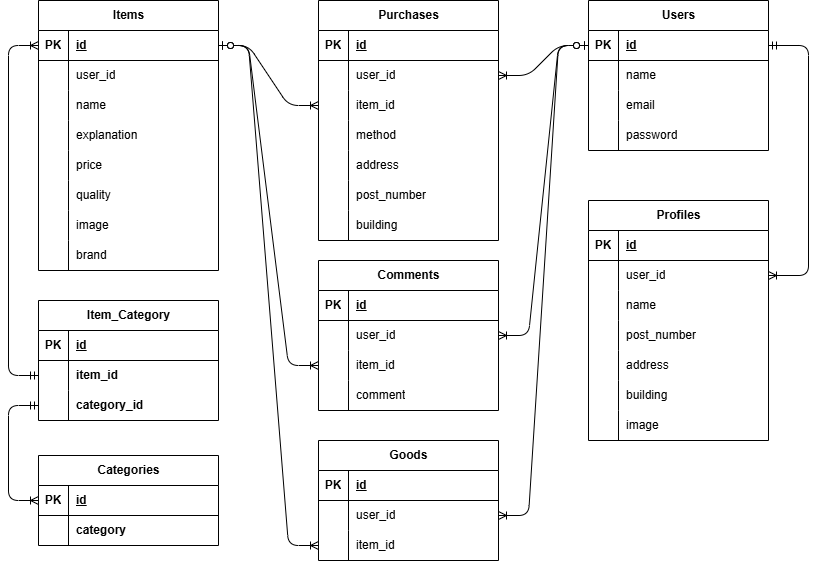 Items
PK id
user_id
name
explanation
price
quality
image
brand
Item_Category
PK id
item_id
category_id
Categories
PK id
category
Purchases
PK id
user_id
item_id
method
address
post_number
building
Comments
PK id
user_id
item_id
comment
Goods
PK id
user_id
item_id
Users
PK id
name
email
password
Profiles
PK id
user_id
name
post_number
address
building
image